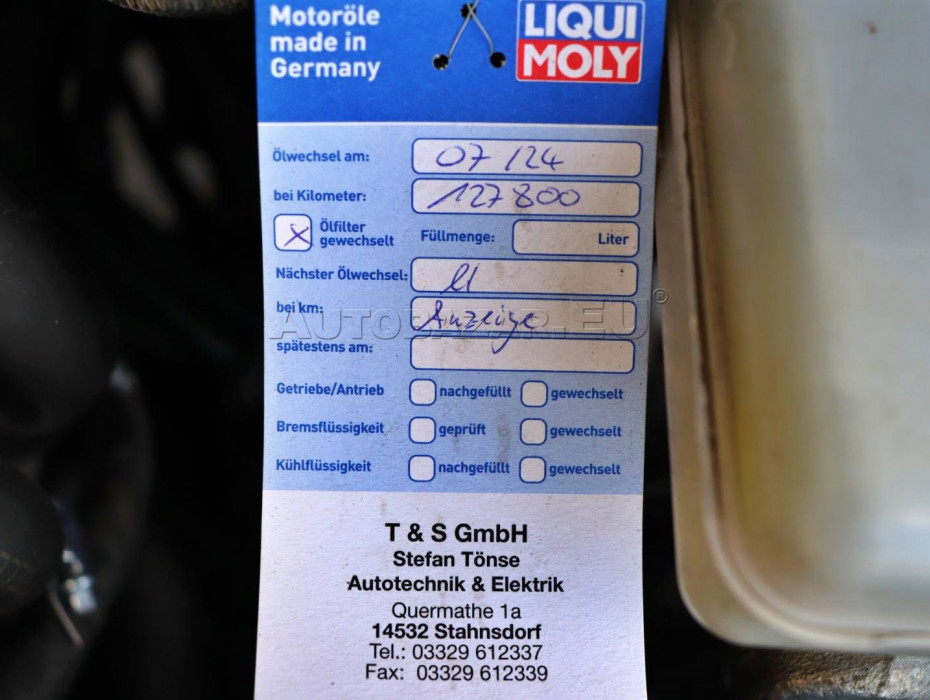 Motoröle
made in
Germany
LIQUI
MOLY
Ölwechsel am: 07/24
bei Kilometer: 127800
x Ölfilter
gewechselt Füllmenge: Liter
Nächster Ölwechsel: lt
bei km: Anzeige
AUTOBAZAR.EU®
spätestens am:
Getriebe/Antrieb nachgefüllt gewechselt
Bremsflüssigkeit geprüft gewechselt
Kühlflüssigkeit nachgefüllt gewechselt
T & S GmbH
Stefan Tönse
Autotechnik & Elektrik
Quermathe 1a
14532 Stahnsdorf
Tel.: 03329 612337
Fax: 03329 612339